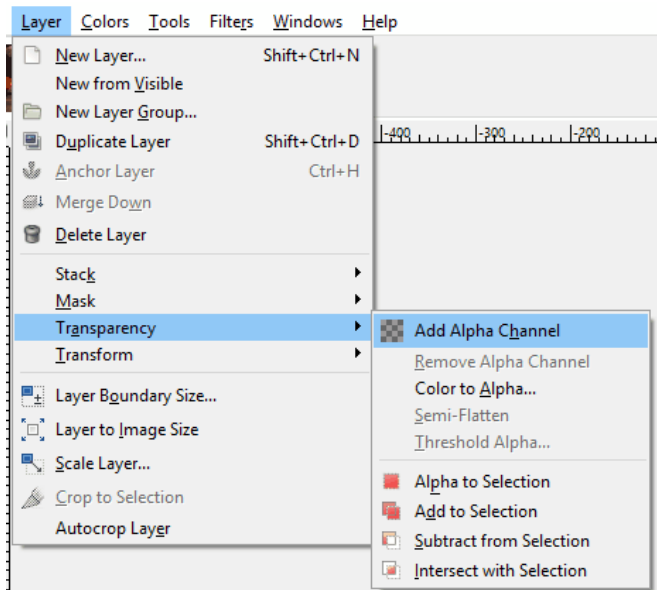 Layer Colors Tools Filters Windows Help
New Layer... Shift+Ctrl+N
New from Visible
New Layer Group...
Duplicate Layer Shift+Ctrl+D
Anchor Layer Ctrl+H
Merge Down
Delete Layer
Stack
Mask
Transparency
Transform
Layer Boundary Size...
Layer to Image Size
Scale Layer...
Crop to Selection
Autocrop Layer
-400 -300 -200
Add Alpha Channel
Remove Alpha Channel
Color to Alpha...
Semi-Flatten
Threshold Alpha...
Alpha to Selection
Add to Selection
Subtract from Selection
Intersect with Selection